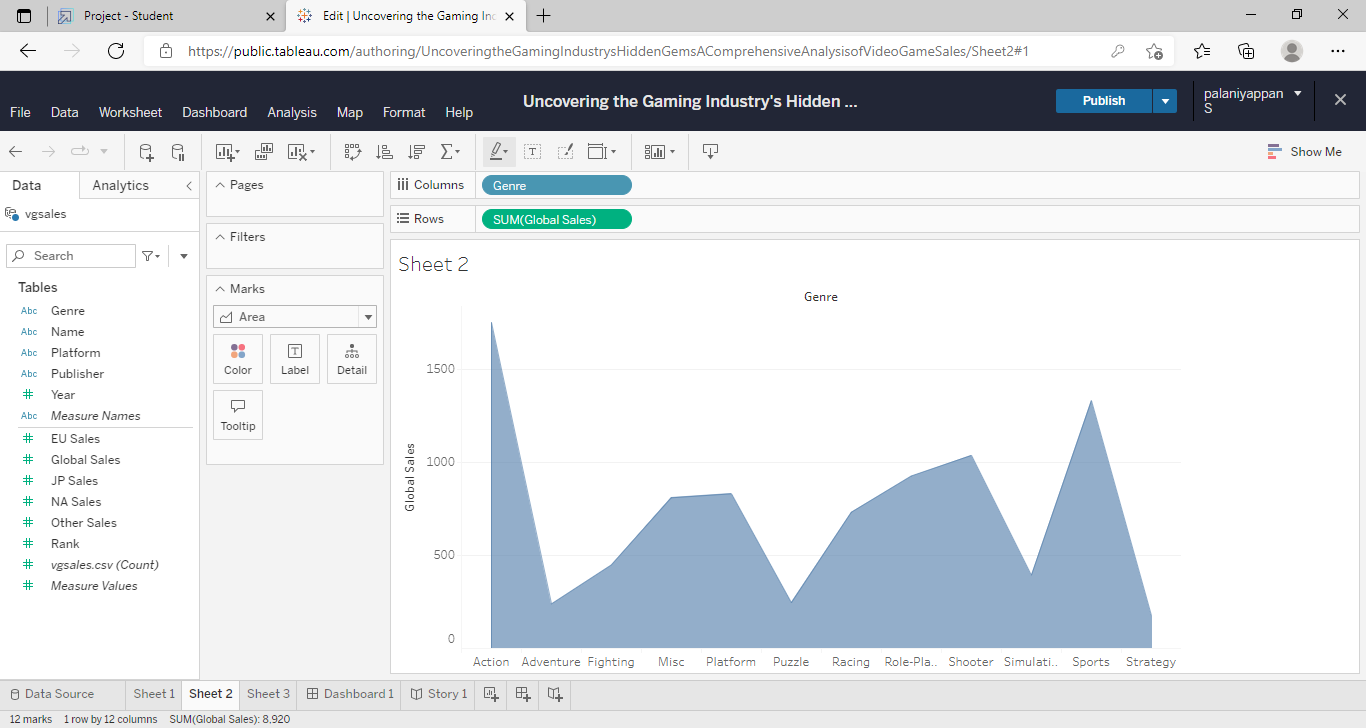 Project - Student
Edit | Uncovering the Gaming Inc
https://public.tableau.com/authoring/UncoveringtheGamingIndustrysHiddenGemsAComprehensiveAnalysisofVideoGameSales/Sheet2#1
File Data Worksheet Dashboard Analysis Map Format Help
Uncovering the Gaming Industry's Hidden ...
Publish
palaniyappan
S
Show Me
Data
Analytics
vgsales
Search
Tables
Abc Genre
Abc Name
Abc Platform
Abc Publisher
# Year
Abc Measure Names
# EU Sales
# Global Sales
# JP Sales
# NA Sales
# Other Sales
# Rank
# vgsales.csv (Count)
# Measure Values
Pages
Filters
Marks
Area
Color
Label
Detail
Tooltip
Columns
Genre
Rows
SUM(Global Sales)
Sheet 2
Genre
Global Sales
1500
1000
500
0
Action Adventure Fighting Misc Platform Puzzle Racing Role-Pla.. Shooter Simulati.. Sports Strategy
Data Source Sheet 1 Sheet 2 Sheet 3 Dashboard 1 Story 1
12 marks 1 row by 12 columns SUM(Global Sales): 8,920